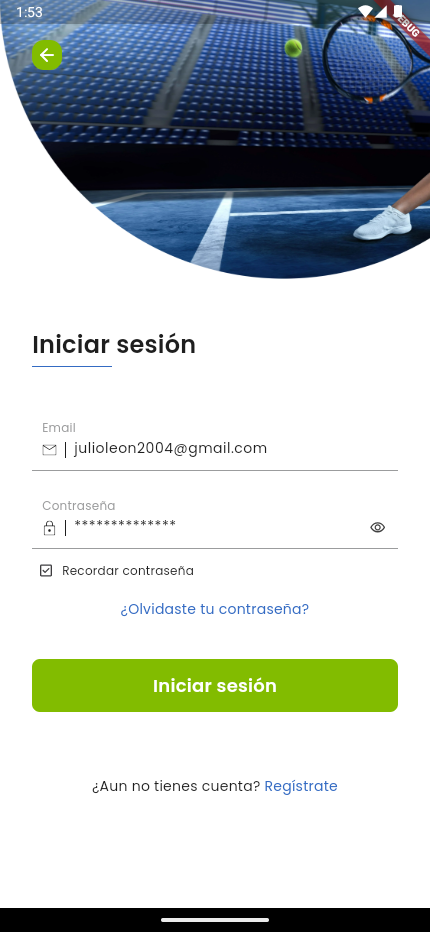 1:53
DEBUG
Iniciar sesión
Email
julioleon2004@gmail.com
Contraseña
**************
Recordar contraseña
¿Olvidaste tu contraseña?
Iniciar sesión
¿Aun no tienes cuenta? Regístrate